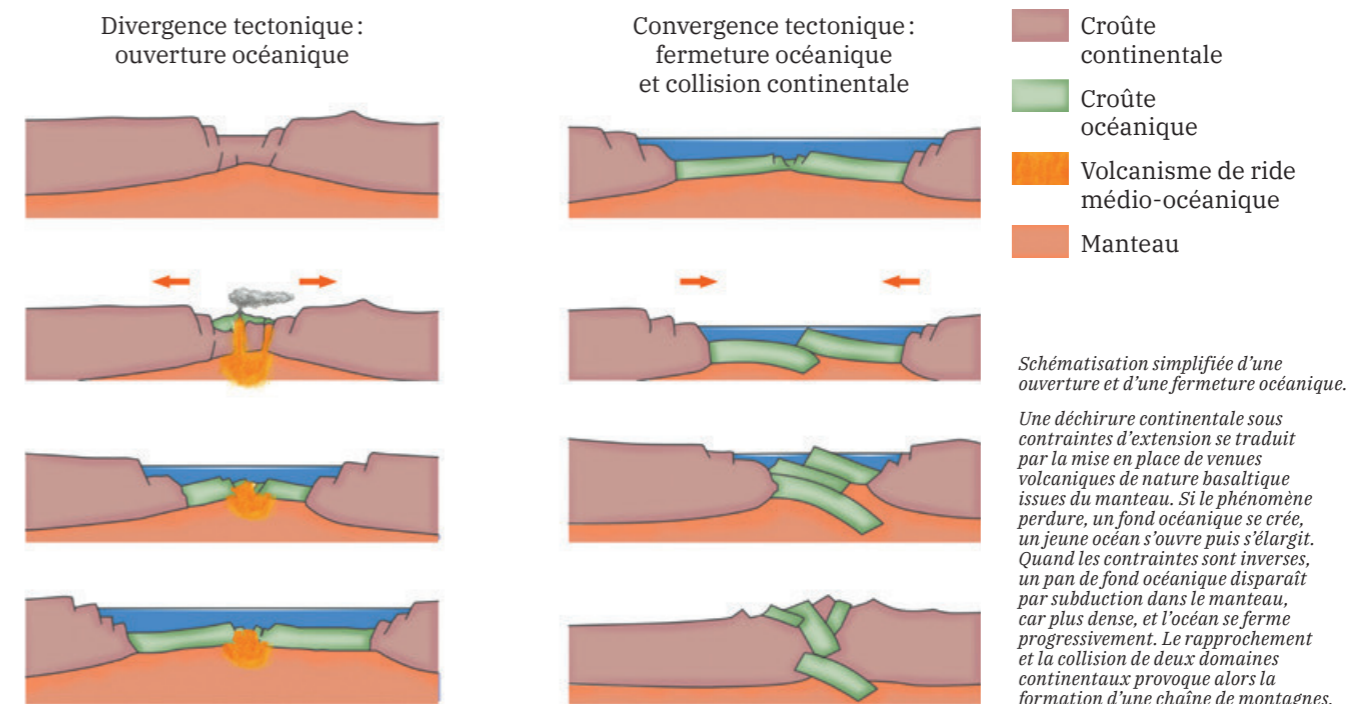 Divergence tectonique :
ouverture océanique
Convergence tectonique :
fermeture océanique
et collision continentale
Croûte
continentale
Croûte
océanique
Volcanisme de ride
médio-océanique
Manteau
Schématisation simplifiée d’une
ouverture et d’une fermeture océanique.
Une déchirure continentale sous
contraintes d’extension se traduit
par la mise en place de venues
volcaniques de nature basaltique
issues du manteau. Si le phénomène
perdure, un fond océanique se crée,
un jeune océan s’ouvre puis s’élargit.
Quand les contraintes sont inverses,
un pan de fond océanique disparaît
par subduction dans le manteau,
car plus dense, et l’océan se ferme
progressivement. Le rapprochement
et la collision de deux domaines
continentaux provoque alors la
formation d’une chaîne de montagnes.